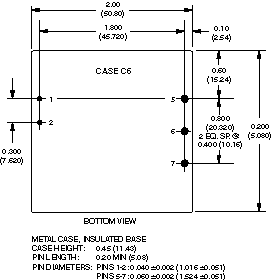 2.00
(50.80)
1.800
(45.720)
0.10
(2.54)
CASE C6
0.60
(15.24)
1
5
0.800
(20.320)
2 EQ. SP. @
0.400 (10.16)
0.200
(5.080)
2
6
0.300
(7.620)
7
BOTTOM VIEW
METAL CASE, INSULATED BASE
CASE HEIGHT: 0.45 (11.43)
PIN LENGTH: 0.20 MIN (5.08)
PIN DIAMETERS: PINS 1-2: 0.040 ±0.002 (1.016 ±0.051)
PINS 5-7: 0.060 ±0.002 (1.524 ±0.051)